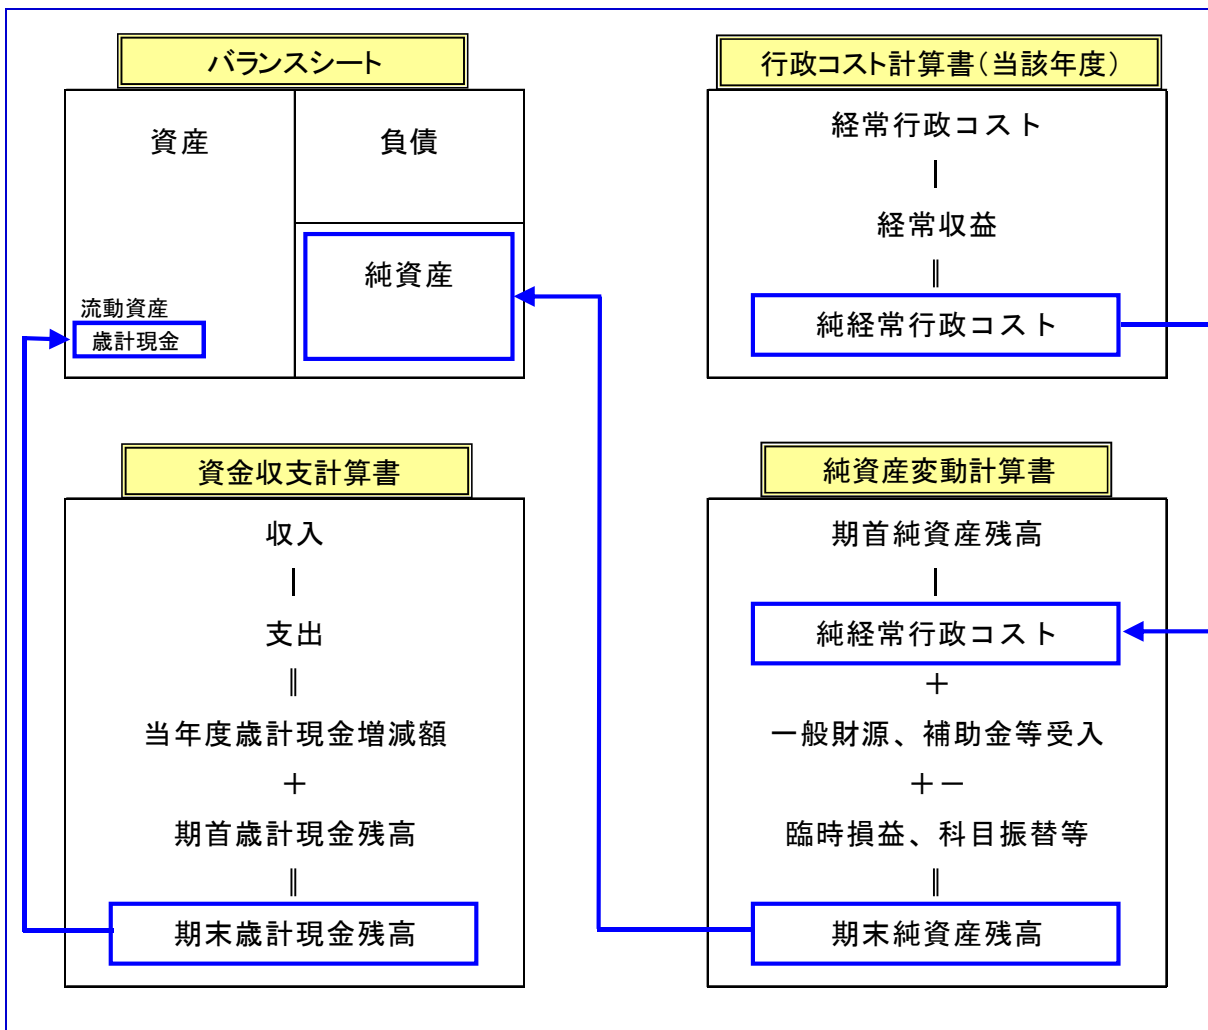 バランスシート
資産
負債
純資産
流動資産
歳計現金
行政コスト計算書(当該年度)
経常行政コスト
|
経常収益
∥
純経常行政コスト
資金収支計算書
収入
|
支出
∥
当年度歳計現金増減額
＋
期首歳計現金残高
∥
期末歳計現金残高
純資産変動計算書
期首純資産残高
|
純経常行政コスト
＋
一般財源、補助金等受入
＋－
臨時損益、科目振替等
∥
期末純資産残高